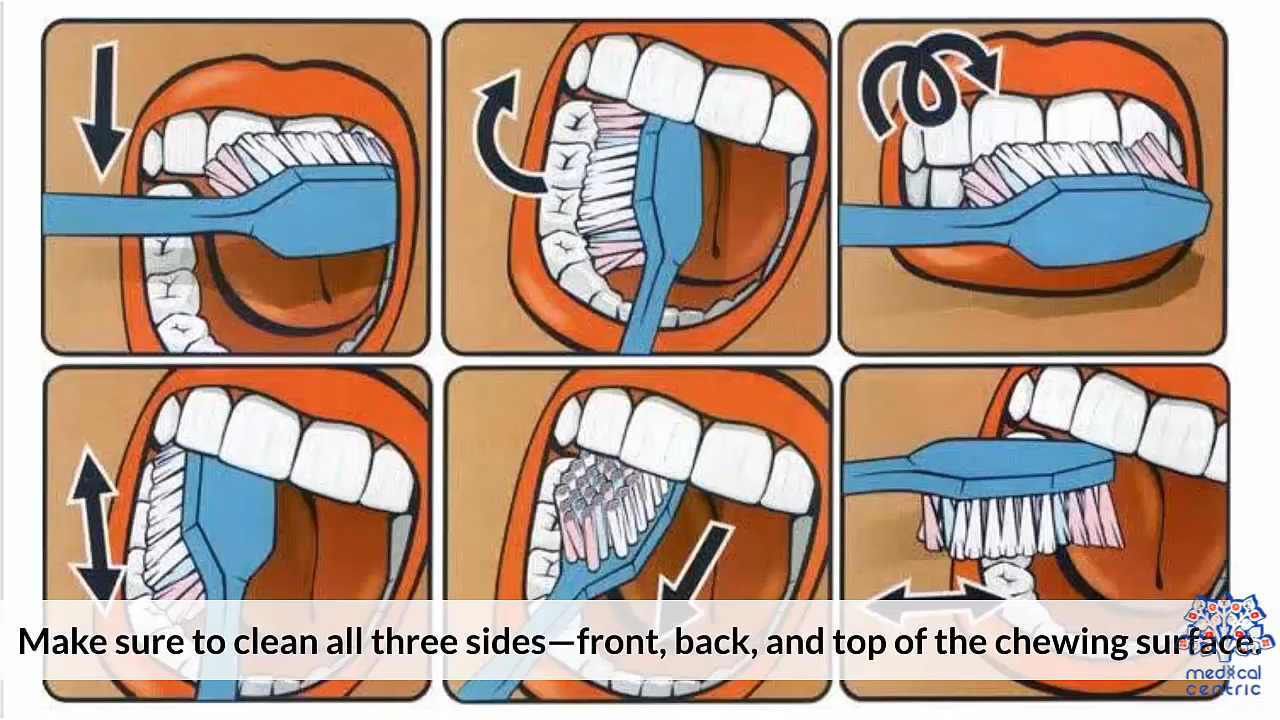 Make sure to clean all three sides—front, back, and top of the chewing surface.
medical
centric